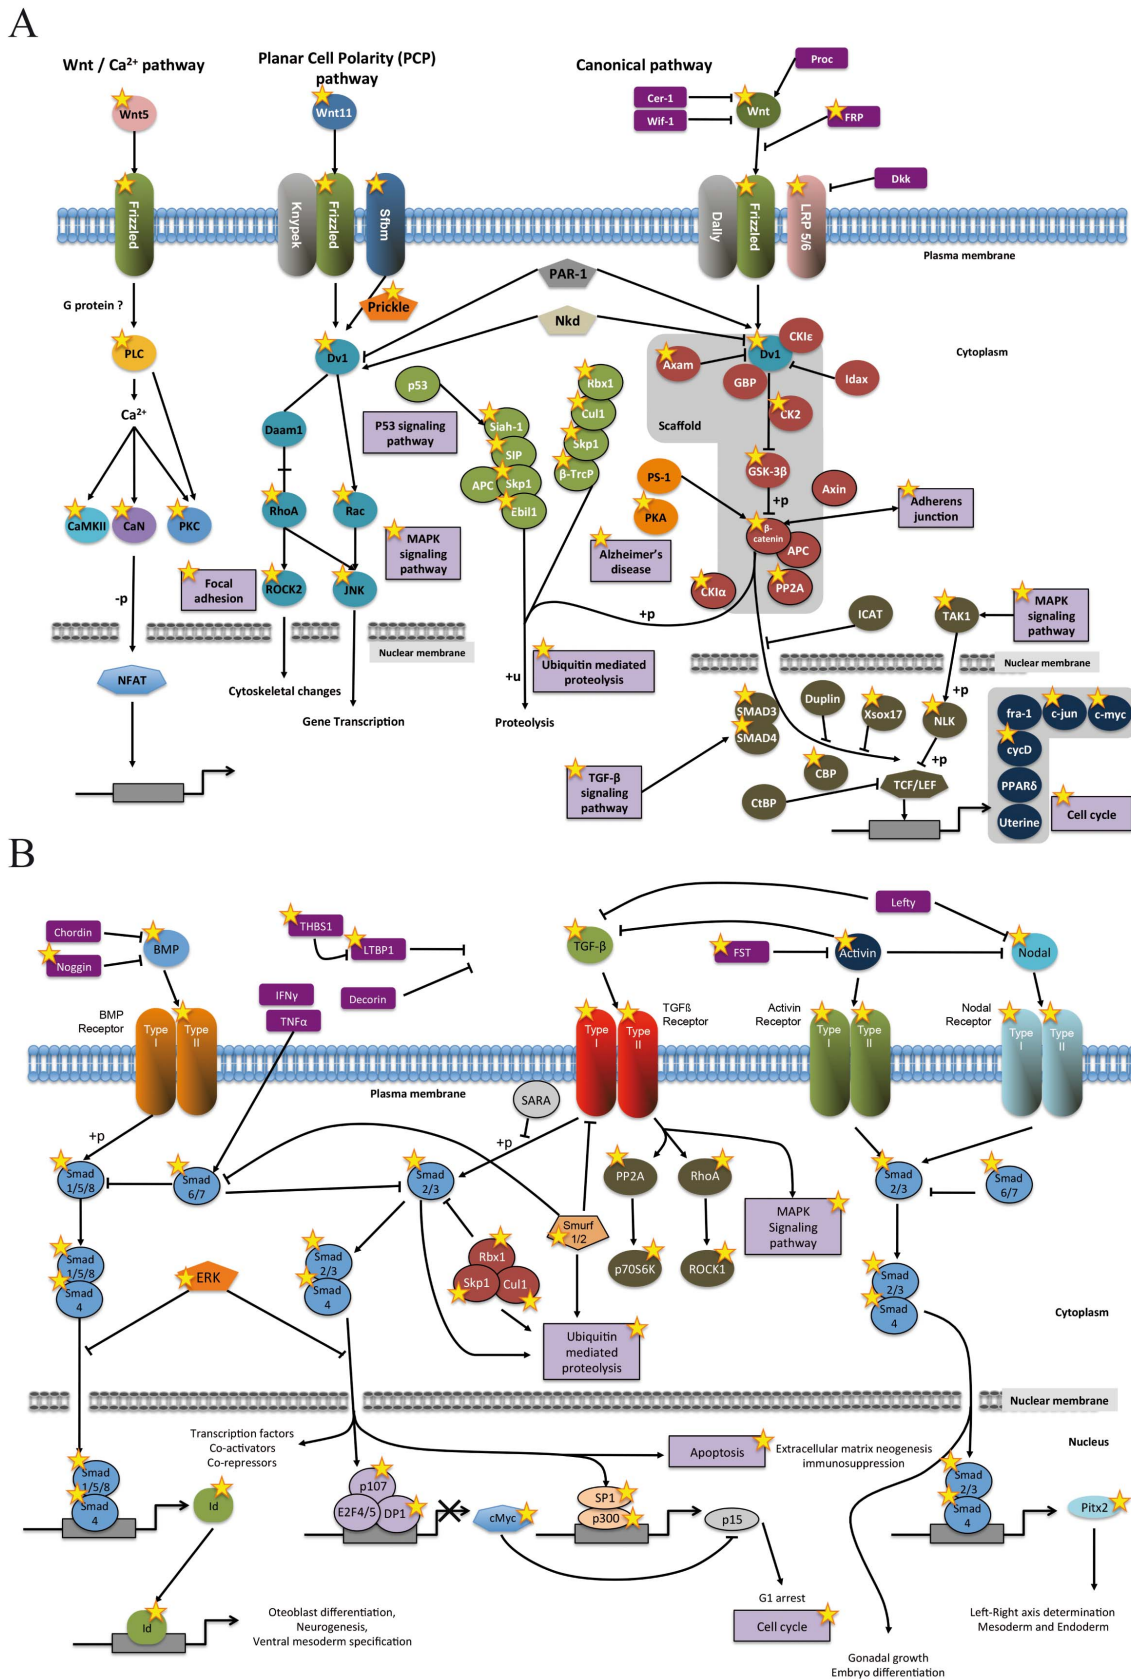 A
Wnt / Ca2+ pathway
Planar Cell Polarity (PCP)
pathway
Canonical pathway
Proc
Cer-1
Wif-1
FRP
Wnt5
Wnt11
Wnt
Dkk
Frizzled
Knypek
Frizzled
Sfbm
Dally
Frizzled
LRP 5/6
Plasma membrane
G protein ?
PAR-1
Prickle
Nkd
PLC
Dv1
Dv1
CKIε
Cytoplasm
Axam
GBP
Idax
p53
Rbx1
Ca2+
Cul1
CK2
P53 signaling
pathway
Siah-1
Scaffold
Daam1
SIP
Skp1
APC
Skp1
β-TrcP
GSK-3β
PS-1
Axin
+p
RhoA
Rac
Ebil1
PKA
CaMKII
CaN
PKC
β-
catenin
Adherens
junction
MAPK
signaling
pathway
Alzheimer's
disease
APC
Focal
adhesion
ROCK2
JNK
CKIα
PP2A
-p
+p
ICAT
TAK1
MAPK
signaling
pathway
Nuclear membrane
Nuclear membrane
NFAT
Cytoskeletal changes
+u
Ubiquitin mediated
proteolysis
Gene Transcription
Proteolysis
SMAD3
SMAD4
Duplin
Xsox17
NLK
+p
+p
fra-1
c-jun
c-myc
cycD
CBP
TGF-β
signaling
pathway
TCF/LEF
PPARδ
CtBP
Uterine
Cell cycle
B
Lefty
Chordin
THBS1
BMP
LTBP1
TGF-β
FST
Activin
Nodal
Noggin
IFNγ
Decorin
TNFα
BMP
Receptor
Type
I
Type
II
TGFß
Receptor
Type
I
Type
II
Activin
Receptor
Type
I
Type
II
Nodal
Receptor
Type
I
Type
II
Plasma membrane
SARA
+p
+p
Smad
1/5/8
Smad
6/7
Smad
2/3
PP2A
RhoA
Smad
2/3
Smad
6/7
MAPK
Signaling
pathway
Smurf
1/2
Smad
1/5/8
Smad
4
ERK
Smad
2/3
Smad
4
Rbx1
Skp1
Cul1
p70S6K
ROCK1
Smad
2/3
Smad
4
Cytoplasm
Ubiquitin
mediated
proteolysis
Nuclear membrane
Transcription factors
Co-activators
Co-repressors
Nucleus
Apoptosis
Extracellular matrix neogenesis
immunosuppression
Smad
1/5/8
Smad
4
Id
p107
E2F4/5
DP1
cMyc
SP1
p300
p15
Smad
2/3
Smad
4
Pitx2
G1 arrest
Cell cycle
Id
Oteoblast differentiation,
Neurogenesis,
Ventral mesoderm specification
Left-Right axis determination
Mesoderm and Endoderm
Gonadal growth
Embryo differentiation